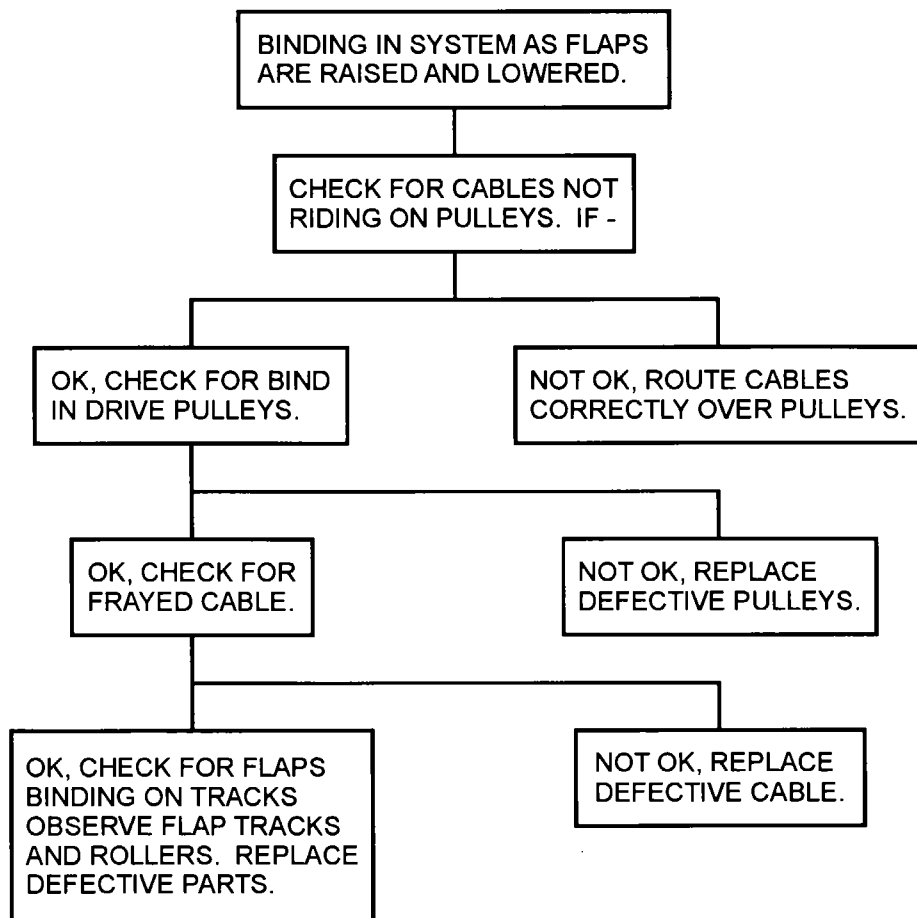 BINDING IN SYSTEM AS FLAPS
ARE RAISED AND LOWERED.
CHECK FOR CABLES NOT
RIDING ON PULLEYS. IF -
OK, CHECK FOR BIND
IN DRIVE PULLEYS.
NOT OK, ROUTE CABLES
CORRECTLY OVER PULLEYS.
OK, CHECK FOR
FRAYED CABLE.
NOT OK, REPLACE
DEFECTIVE PULLEYS.
OK, CHECK FOR FLAPS
BINDING ON TRACKS
OBSERVE FLAP TRACKS
AND ROLLERS. REPLACE
DEFECTIVE PARTS.
NOT OK, REPLACE
DEFECTIVE CABLE.